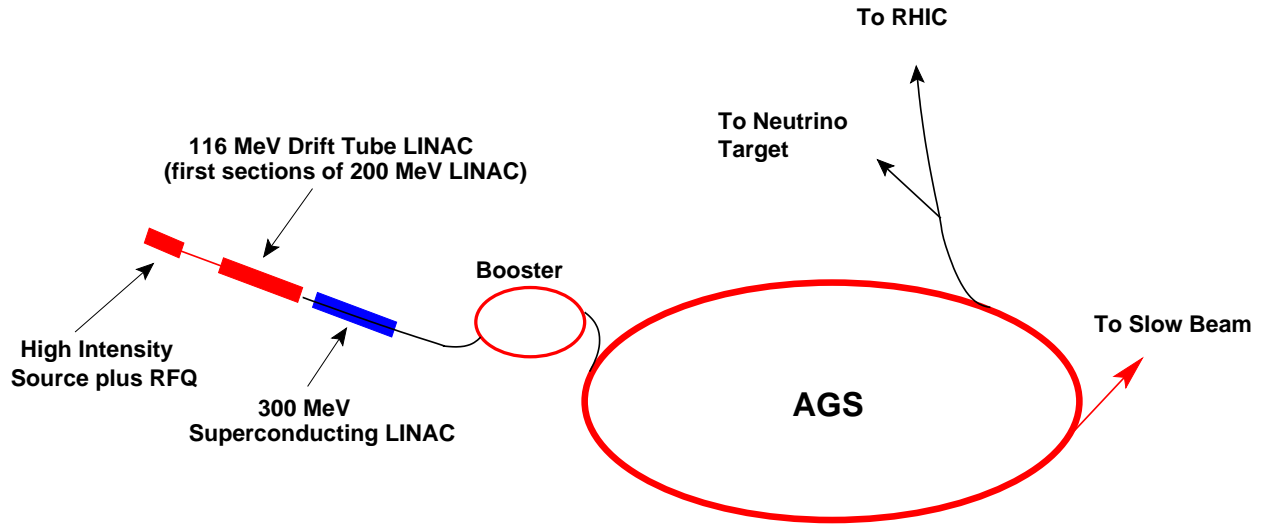 To RHIC
To Neutrino
Target
116 MeV Drift Tube LINAC
(first sections of 200 MeV LINAC)
Booster
To Slow Beam
High Intensity
Source plus RFQ
AGS
300 MeV
Superconducting LINAC